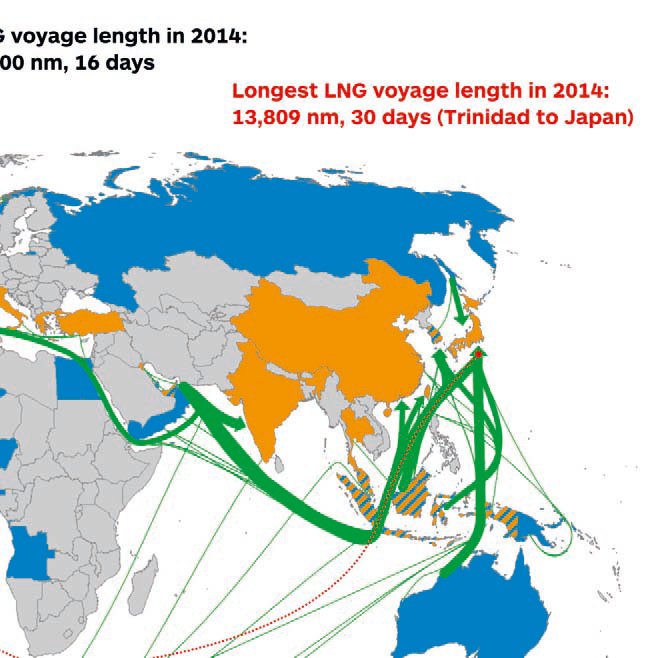 G voyage length in 2014:
00 nm, 16 days
Longest LNG voyage length in 2014:
13,809 nm, 30 days (Trinidad to Japan)